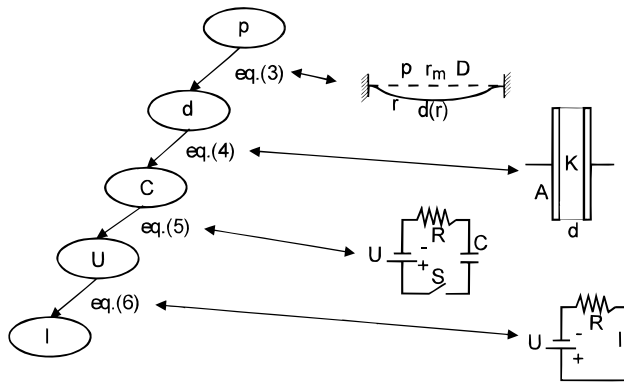 p
eq.(3)
p r_m D
r d(r)
d
eq.(4)
A K
d
C
eq.(5)
R
U - C
+
S
U
eq.(6)
R
U - I
+
I